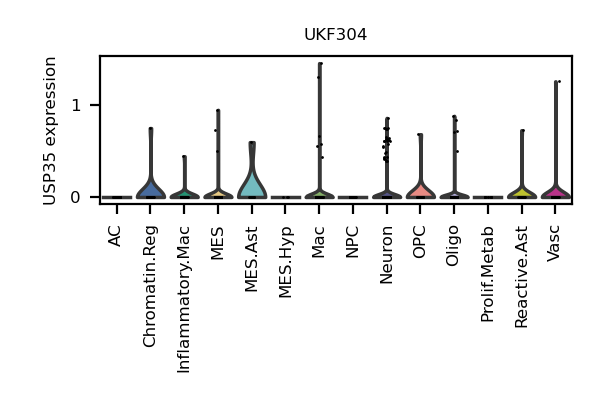 UKF304
USP35 expression
1
0
AC
Chromatin.Reg
Inflammatory.Mac
MES
MES.Ast
MES.Hyp
Mac
NPC
Neuron
OPC
Oligo
Prolif.Metab
Reactive.Ast
Vasc